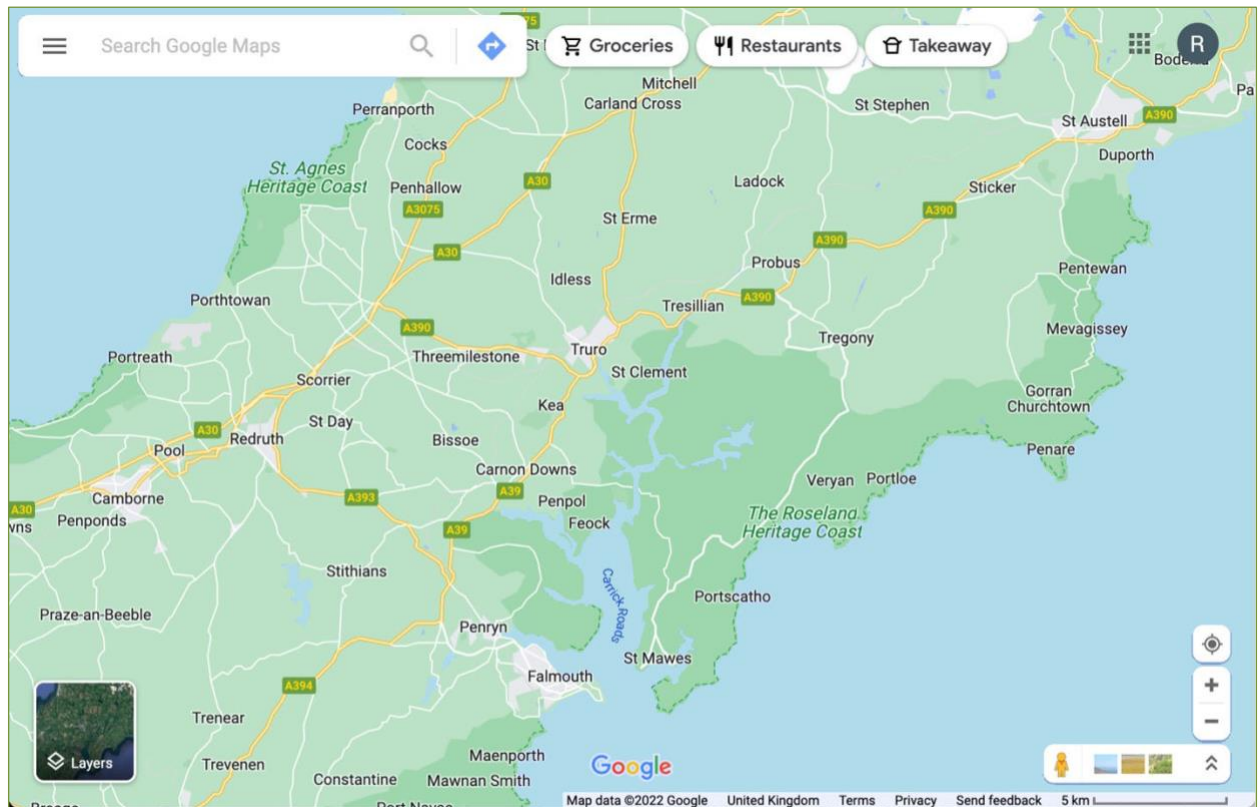 Search Google Maps
Groceries
Restaurants
Takeaway
R
Mitchell
Carland Cross
St Stephen
Perranporth
St Austell
A390
Cocks
Duporth
St. Agnes
Heritage Coast
Penhallow
A30
Ladock
Sticker
A3075
St Erme
A390
A30
A390
Probus
Idless
Pentewan
Porthtowan
Tresillian
A390
A390
Mevagissey
Tregony
Portreath
Threemilestone
Truro
St Clement
Scorrier
Gorran
Churchtown
Kea
St Day
A30
Redruth
Bissoe
Pool
Penare
Carnon Downs
Veryan
Portloe
A39
Camborne
A393
Penpol
A30
Penponds
Feock
The Roseland
Heritage Coast
A39
Stithians
Carrick Roads
Portscatho
Praze-an-Beeble
Penryn
St Mawes
Falmouth
A394
Trenear
Layers
Trevenen
Maenporth
Constantine
Mawnan Smith
Google
Map data ©2022 Google
United Kingdom
Terms
Privacy
Send feedback
5 km